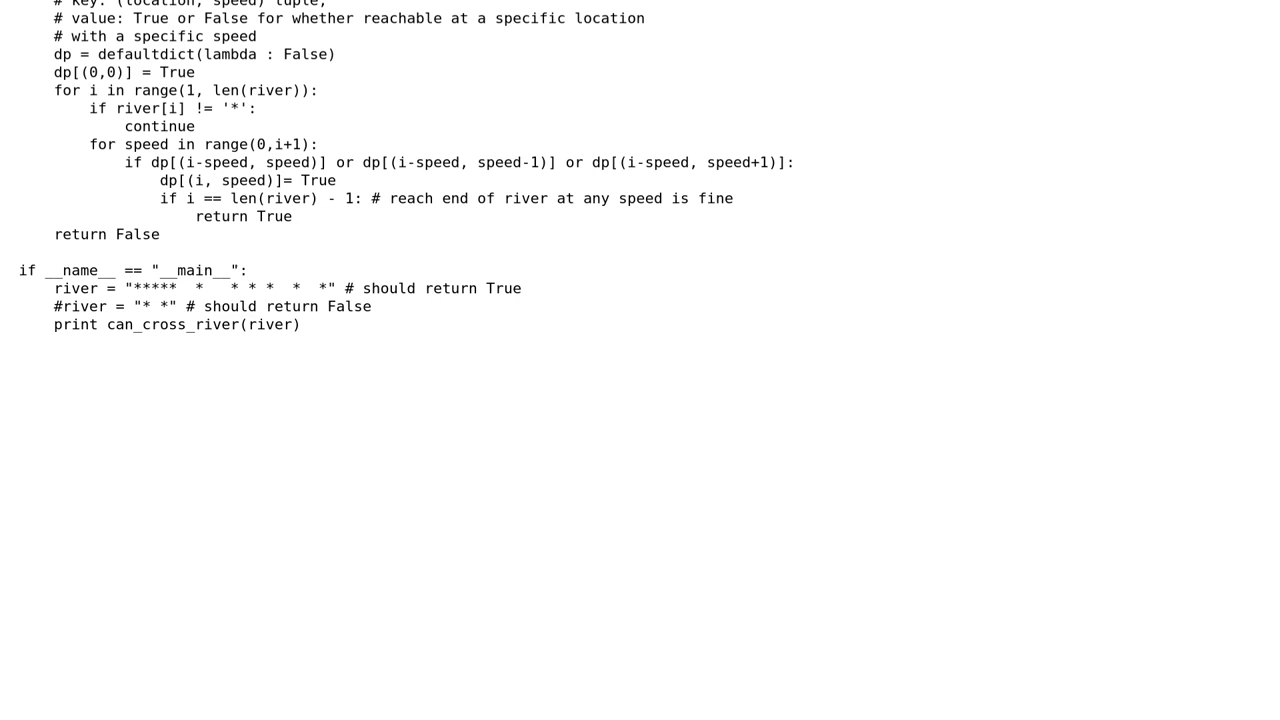 # key: (location, speed) tuple,
# value: True or False for whether reachable at a specific location
# with a specific speed
dp = defaultdict(lambda : False)
dp[(0,0)] = True
for i in range(1, len(river)):
if river[i] != '*':
continue
for speed in range(0,i+1):
if dp[(i-speed, speed)] or dp[(i-speed, speed-1)] or dp[(i-speed, speed+1)]:
dp[(i, speed)]= True
if i == len(river) - 1: # reach end of river at any speed is fine
return True
return False
if __name__ == "__main__":
river = "*****  *   * * *  *  *" # should return True
#river = "* *" # should return False
print can_cross_river(river)